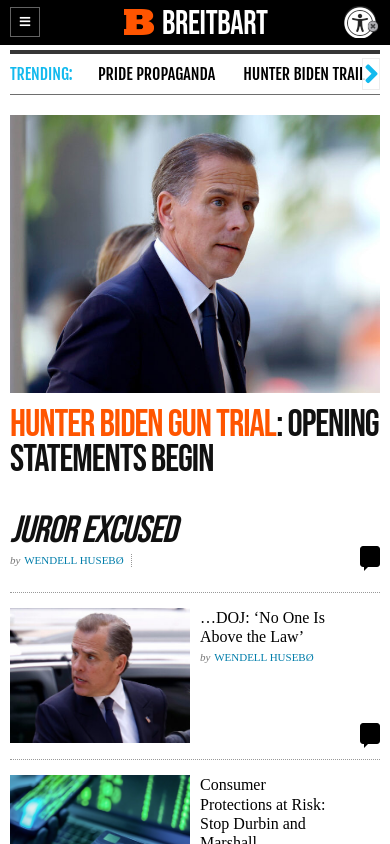 BREITBART
TRENDING: PRIDE PROPAGANDA HUNTER BIDEN TRAIL
HUNTER BIDEN GUN TRIAL: OPENING
STATEMENTS BEGIN
JUROR EXCUSED
by WENDELL HUSEBØ
…DOJ: ‘No One Is
Above the Law’
by WENDELL HUSEBØ
Consumer
Protections at Risk:
Stop Durbin and
Marshall